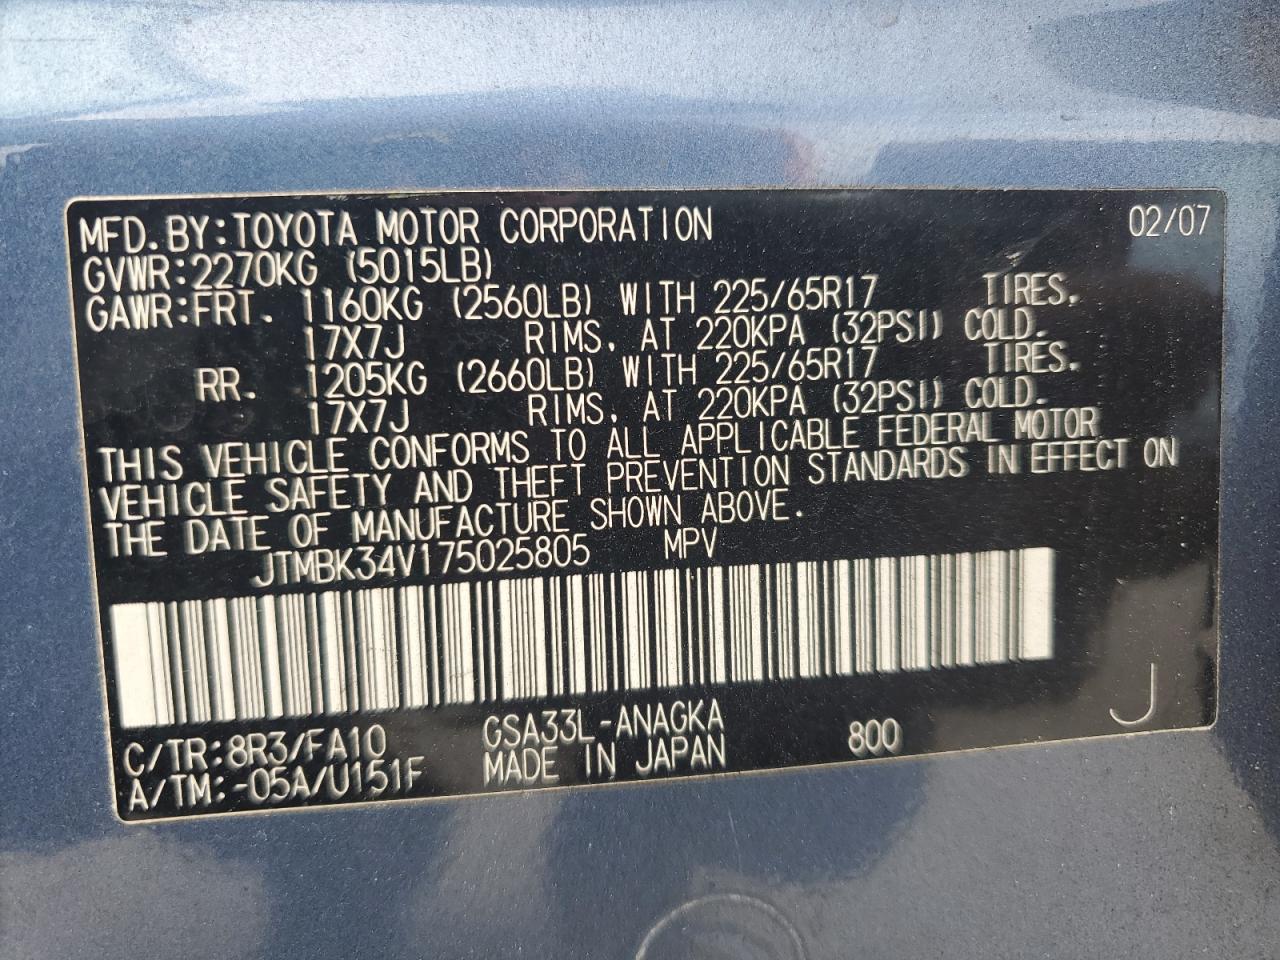 MFD.BY:TOYOTA MOTOR CORPORATION 02/07
GVWR:2270KG (5015LB)
GAWR:FRT. 1160KG (2560LB) WITH 225/65R17 TIRES,
17X7J RIMS, AT 220KPA (32PSI) COLD.
RR. 1205KG (2660LB) WITH 225/65R17 TIRES,
17X7J RIMS, AT 220KPA (32PSI) COLD.
THIS VEHICLE CONFORMS TO ALL APPLICABLE FEDERAL MOTOR
VEHICLE SAFETY AND THEFT PREVENTION STANDARDS IN EFFECT ON
THE DATE OF MANUFACTURE SHOWN ABOVE.
JTMBK34V175025805 MPV
J
C/TR:8R3/FA10 GSA33L-ANAGKA 800
A/TM:-05A/U151F MADE IN JAPAN